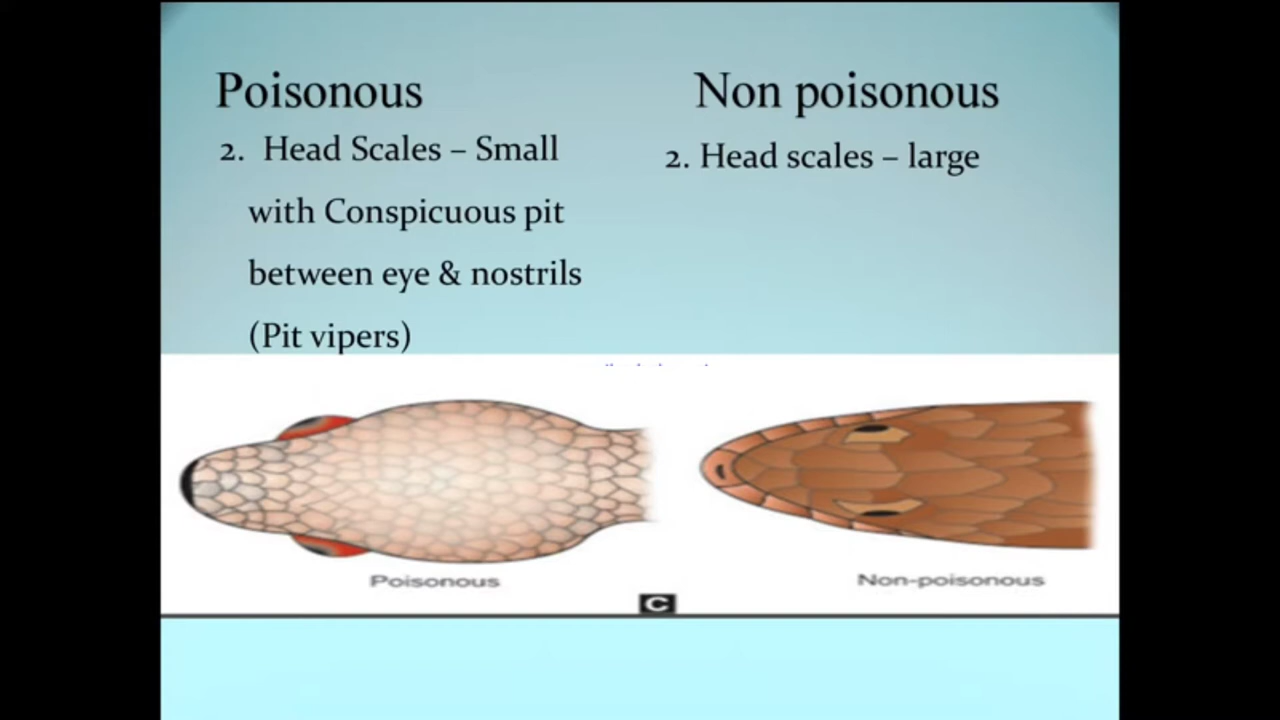 Poisonous
2. Head Scales – Small
with Conspicuous pit
between eye & nostrils
(Pit vipers)
Non poisonous
2. Head scales – large
Poisonous
Non-poisonous
C